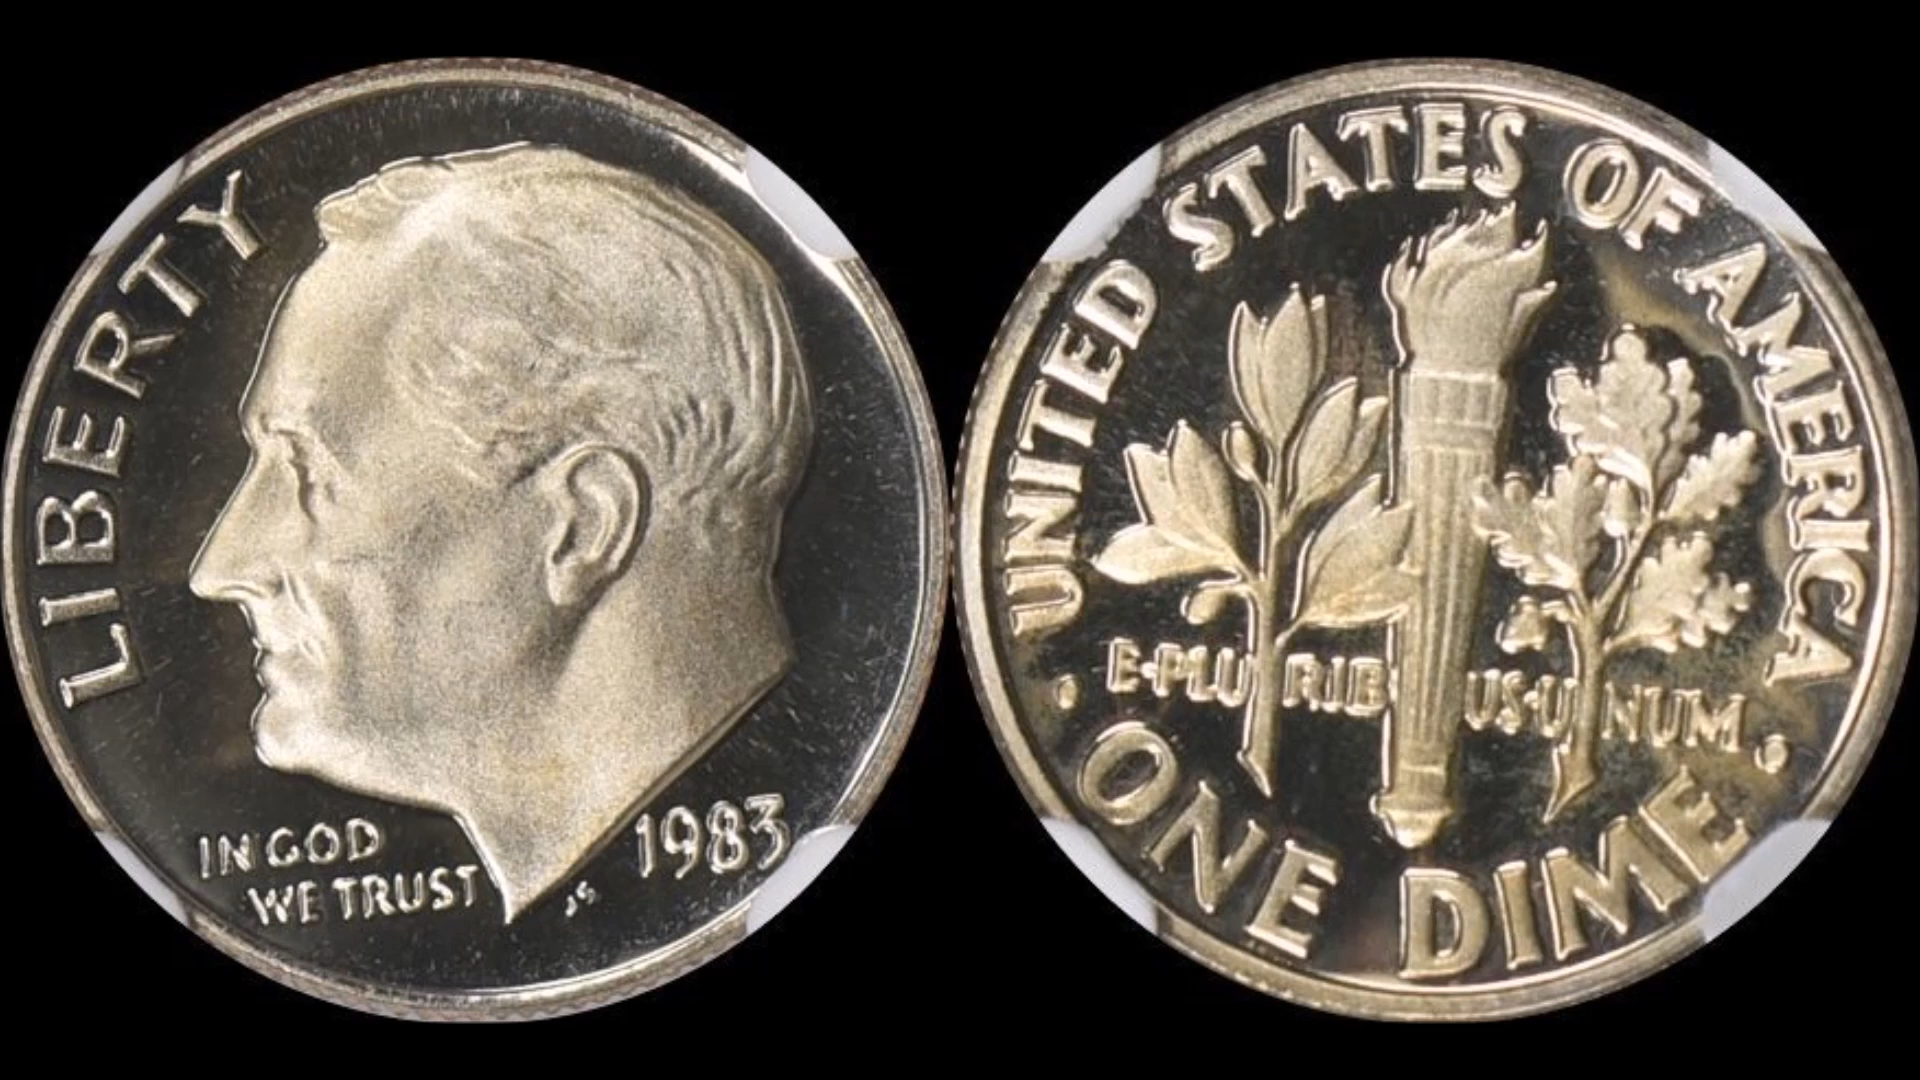 LIBERTY
IN GOD
WE TRUST
JS
1983
UNITED STATES OF AMERICA
E·PLURIBUS·UNUM
· ONE DIME ·